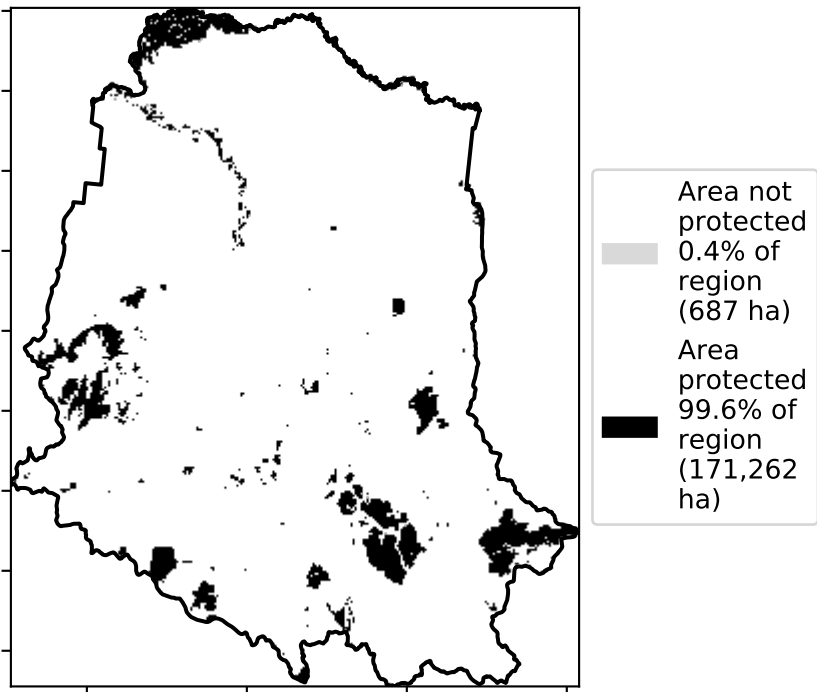 Area not
protected
0.4% of
region
(687 ha)
Area
protected
99.6% of
region
(171,262
ha)